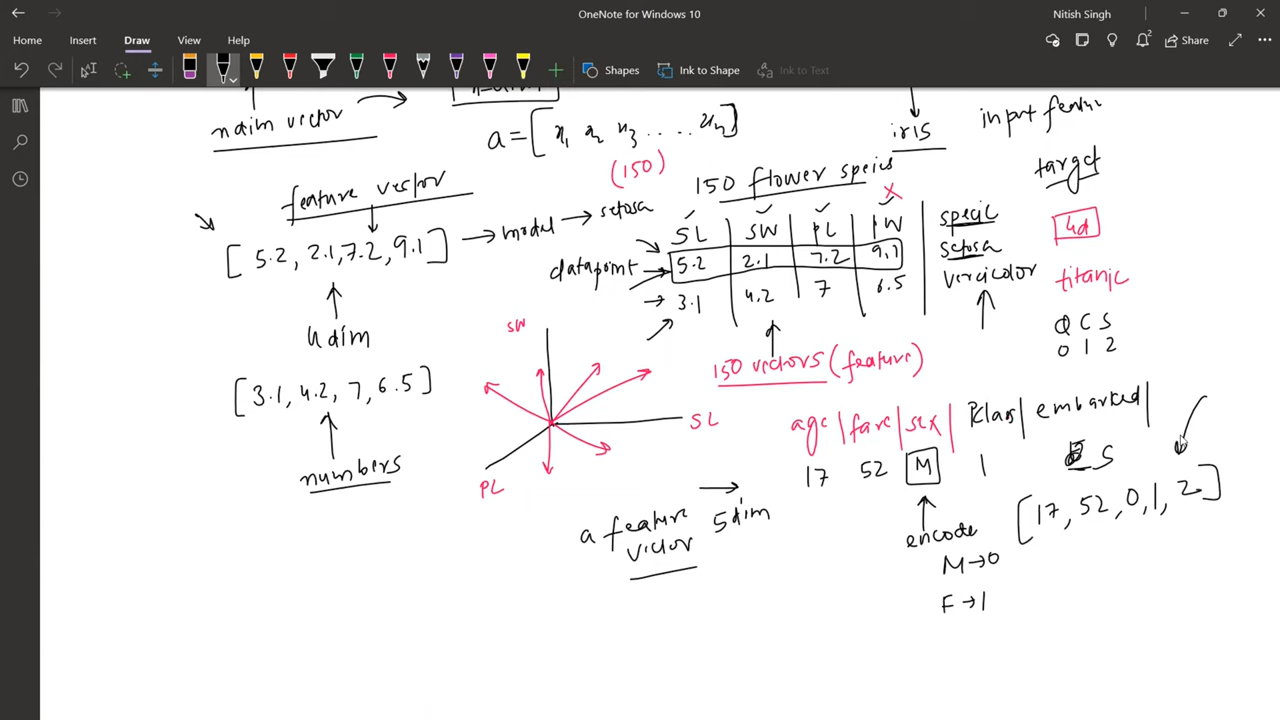 OneNote for Windows 10
Nitish Singh
Home Insert Draw View Help
Share
Shapes
Ink to Shape
Ink to Text
ndim vector
a = [ x1 x2 x3 ..... xn ]
iris
input featur
(150)
150 flower specis
target
feature vector
[ 5.2, 2.1, 7.2, 9.1 ] → model → setosa
4 dim
[ 3.1, 4.2, 7, 6.5 ]
numbers
x
SL SW PL PW
5.2 2.1 7.2 9.1
3.1 4.2 7 6.5
datapoint
setosa
vercicolor
4d
titanic
Q C S
0 1 2
150 vectors (feature)
SW
SL
PL
age | fare | sex | Pclass | embarked |
17 52 M 1 S
[ 17, 52, 0, 1, 2 ]
a feature vector → 5dim
encode
M → 0
F → 1